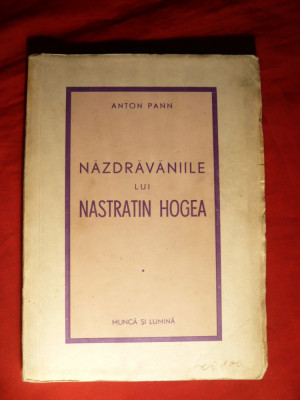 ANTON PANN
NĂZDRĂVĂNIILE
LUI
NASTRATIN HOGEA
MUNCĂ ȘI LUMINĂ